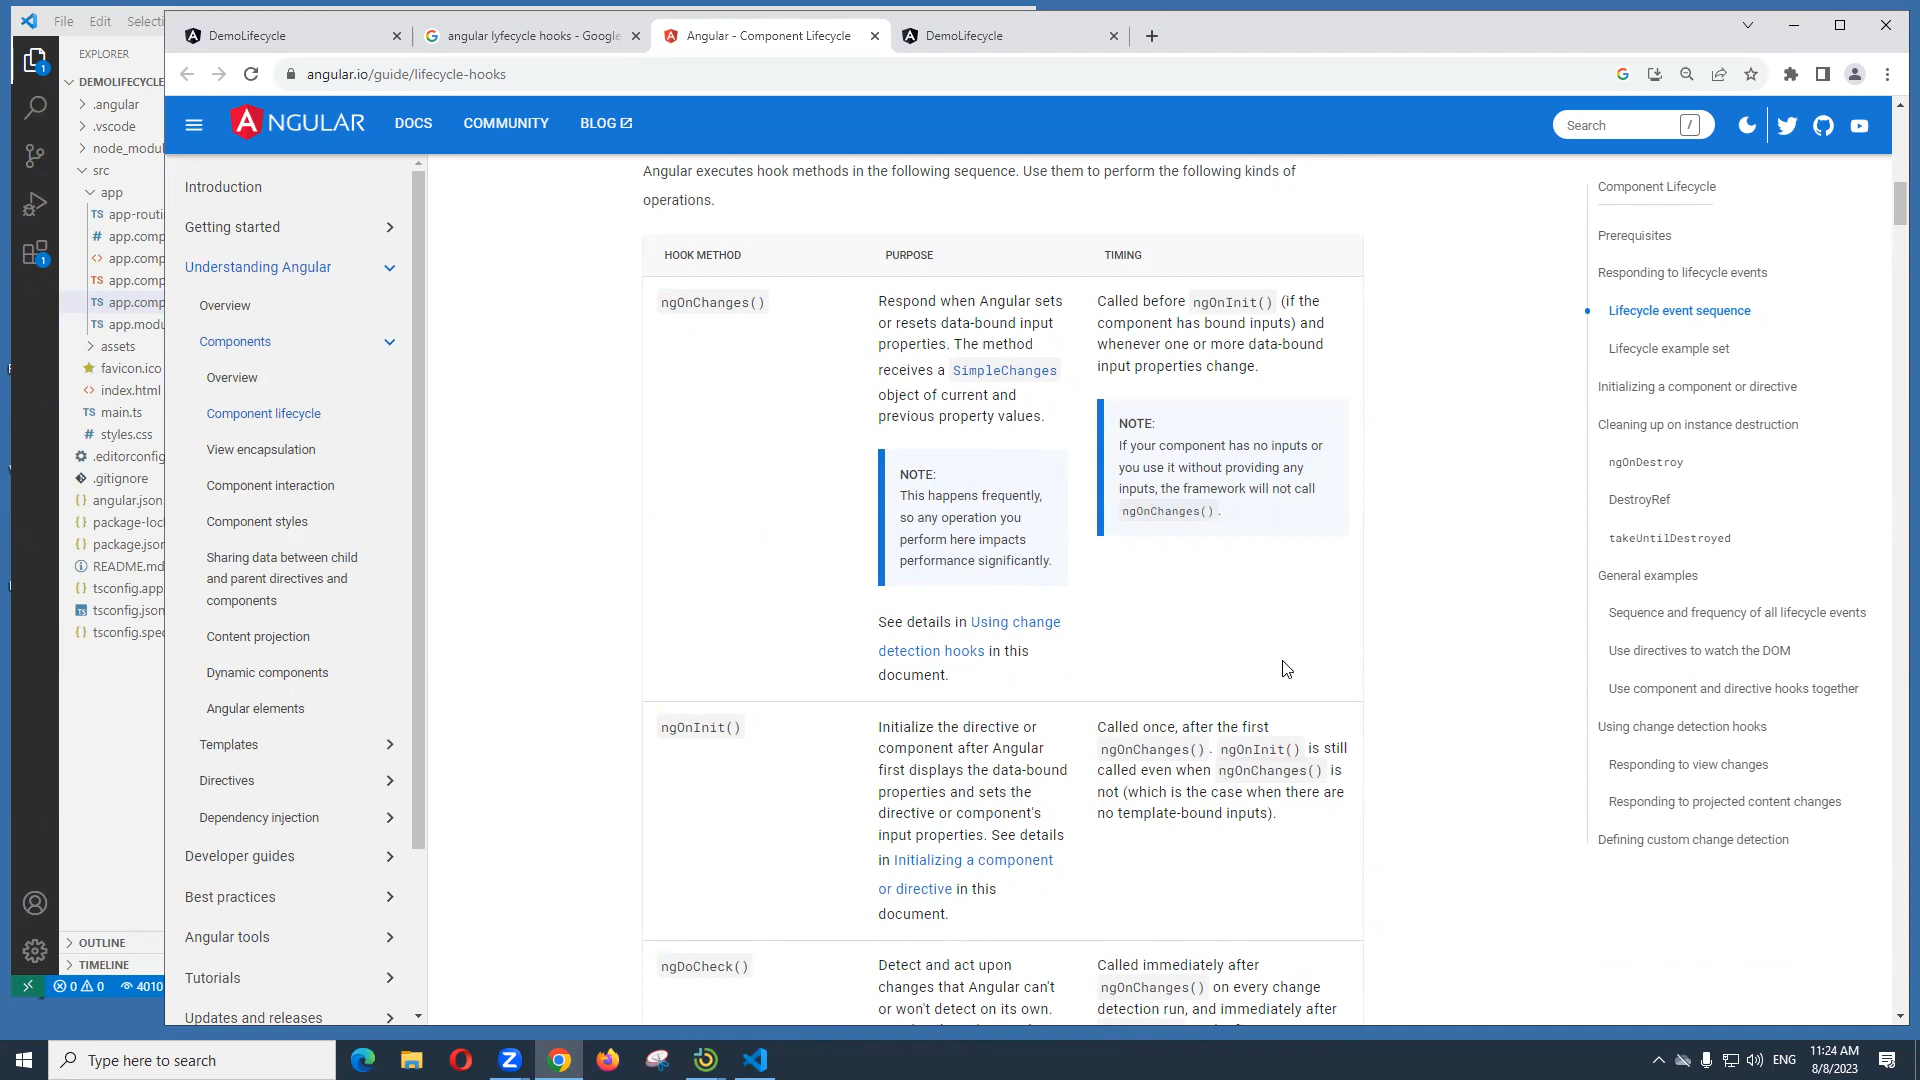 File Edit Selecti
DemoLifecycle
angular lyfecycle hooks - Google
Angular - Component Lifecycle
DemoLifecycle
angular.io/guide/lifecycle-hooks
EXPLORER
DEMOLIFECYCLE
.angular
.vscode
node_modul
src
app
TS app-routi
# app.comp
<> app.comp
TS app.comp
TS app.comp
TS app.modu
assets
favicon.ico
<> index.html
TS main.ts
# styles.css
.editorconfig
.gitignore
{} angular.json
{} package-lock
{} package.json
README.md
{} tsconfig.app
TS tsconfig.json
{} tsconfig.spec
OUTLINE
TIMELINE
0 0 4010
1
1
ANGULAR
DOCS
COMMUNITY
BLOG
Search /
Introduction
Getting started
Understanding Angular
Overview
Components
Overview
Component lifecycle
View encapsulation
Component interaction
Component styles
Sharing data between child
and parent directives and
components
Content projection
Dynamic components
Angular elements
Templates
Directives
Dependency injection
Developer guides
Best practices
Angular tools
Tutorials
Updates and releases
Angular executes hook methods in the following sequence. Use them to perform the following kinds of
operations.
HOOK METHOD
PURPOSE
TIMING
ngOnChanges()
Respond when Angular sets
or resets data-bound input
properties. The method
receives a SimpleChanges
object of current and
previous property values.
NOTE:
This happens frequently,
so any operation you
perform here impacts
performance significantly.
See details in Using change
detection hooks in this
document.
Called before ngOnInit() (if the
component has bound inputs) and
whenever one or more data-bound
input properties change.
NOTE:
If your component has no inputs or
you use it without providing any
inputs, the framework will not call
ngOnChanges() .
ngOnInit()
Initialize the directive or
component after Angular
first displays the data-bound
properties and sets the
directive or component's
input properties. See details
in Initializing a component
or directive in this
document.
Called once, after the first
ngOnChanges() . ngOnInit() is still
called even when ngOnChanges() is
not (which is the case when there are
no template-bound inputs).
ngDoCheck()
Detect and act upon
changes that Angular can't
or won't detect on its own.
Called immediately after
ngOnChanges() on every change
detection run, and immediately after
Component Lifecycle
Prerequisites
Responding to lifecycle events
Lifecycle event sequence
Lifecycle example set
Initializing a component or directive
Cleaning up on instance destruction
ngOnDestroy
DestroyRef
takeUntilDestroyed
General examples
Sequence and frequency of all lifecycle events
Use directives to watch the DOM
Use component and directive hooks together
Using change detection hooks
Responding to view changes
Responding to projected content changes
Defining custom change detection
Type here to search
ENG
11:24 AM
8/8/2023